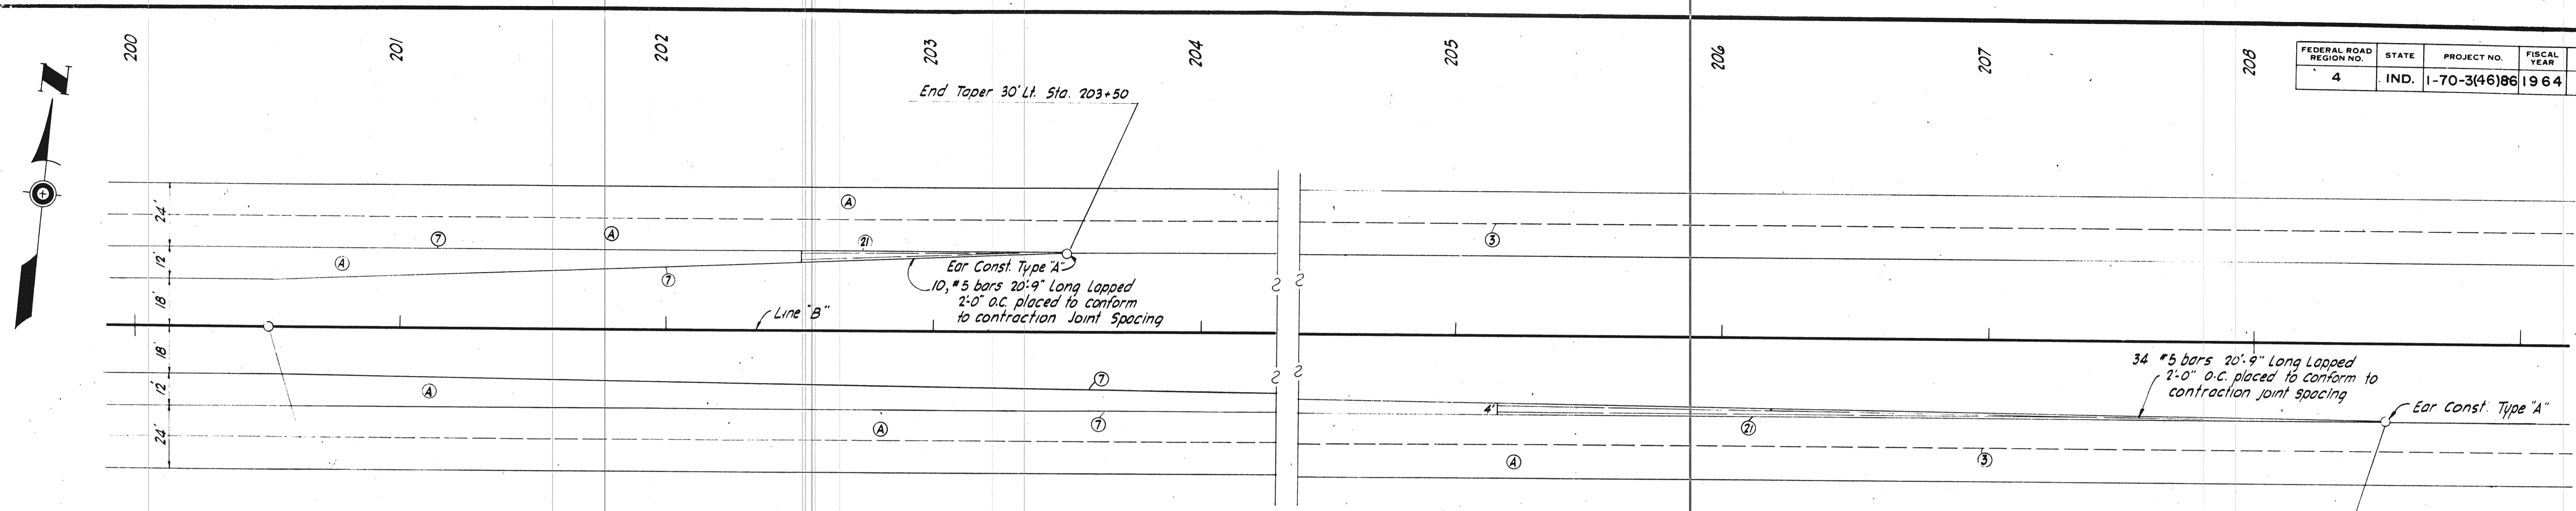 200 201 202 203 204 205 206 207 208
FEDERAL ROAD REGION NO. STATE PROJECT NO. FISCAL YEAR
4 IND. I-70-3(46)86 1964
N
End Taper 30' Lt. Sta. 203+50
24'
12'
18'
18'
12'
24'
A
7 A 21 3
A
7
Ear Const. Type "A"
10, #5 bars 20'-9" Long Lapped
2'-0" O.C. placed to conform
to contraction Joint Spacing
Line "B"
34 #5 bars 20'-9" Long Lapped
2'-0" O.C. placed to conform to
contraction joint spacing
Ear Const. Type "A"
7
A
4'
A 7 21
A 3